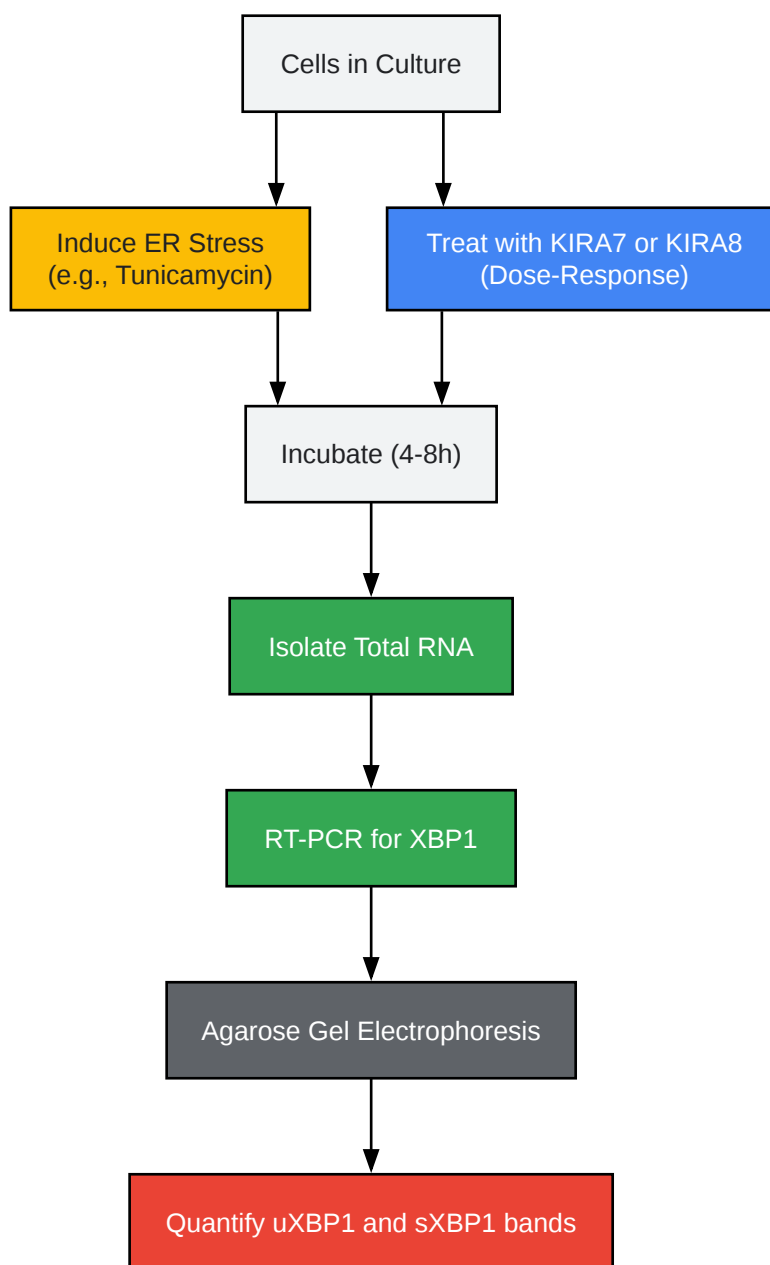 Cells in Culture
Induce ER Stress
(e.g., Tunicamycin)
Treat with KIRA7 or KIRA8
(Dose-Response)
Incubate (4-8h)
Isolate Total RNA
RT-PCR for XBP1
Agarose Gel Electrophoresis
Quantify uXBP1 and sXBP1 bands